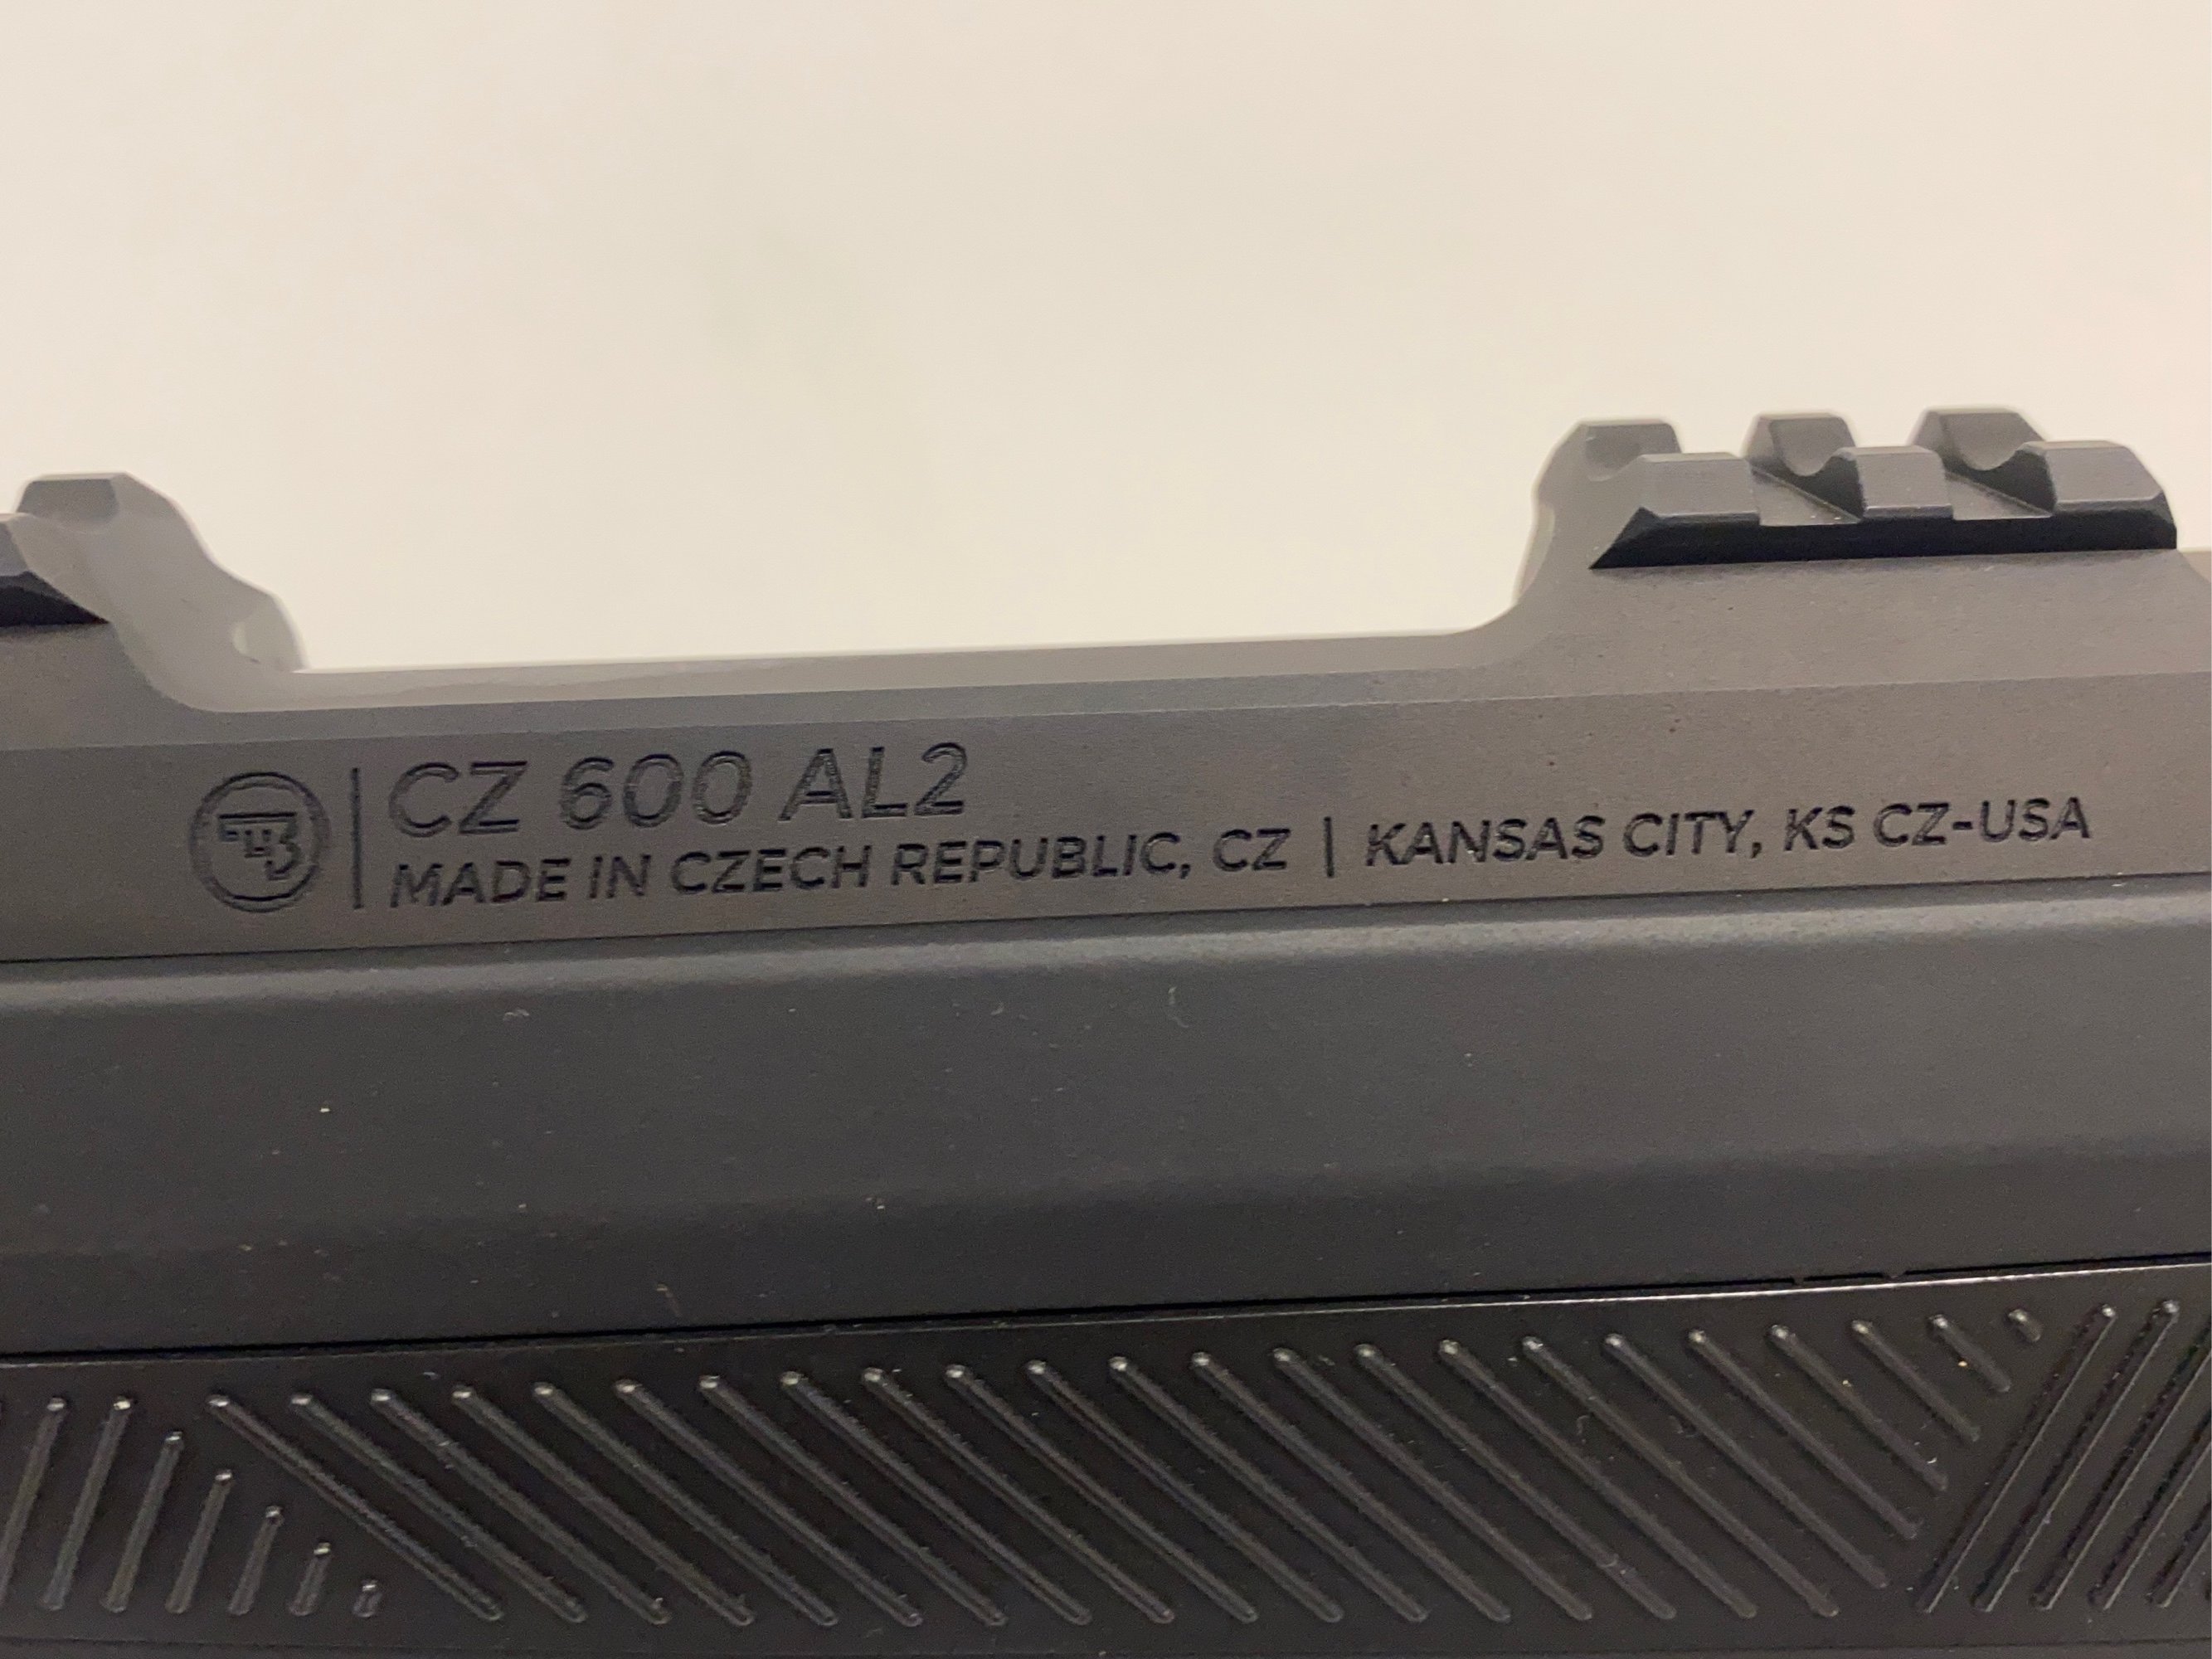 CZ 600 AL2
MADE IN CZECH REPUBLIC, CZ | KANSAS CITY, KS CZ-USA